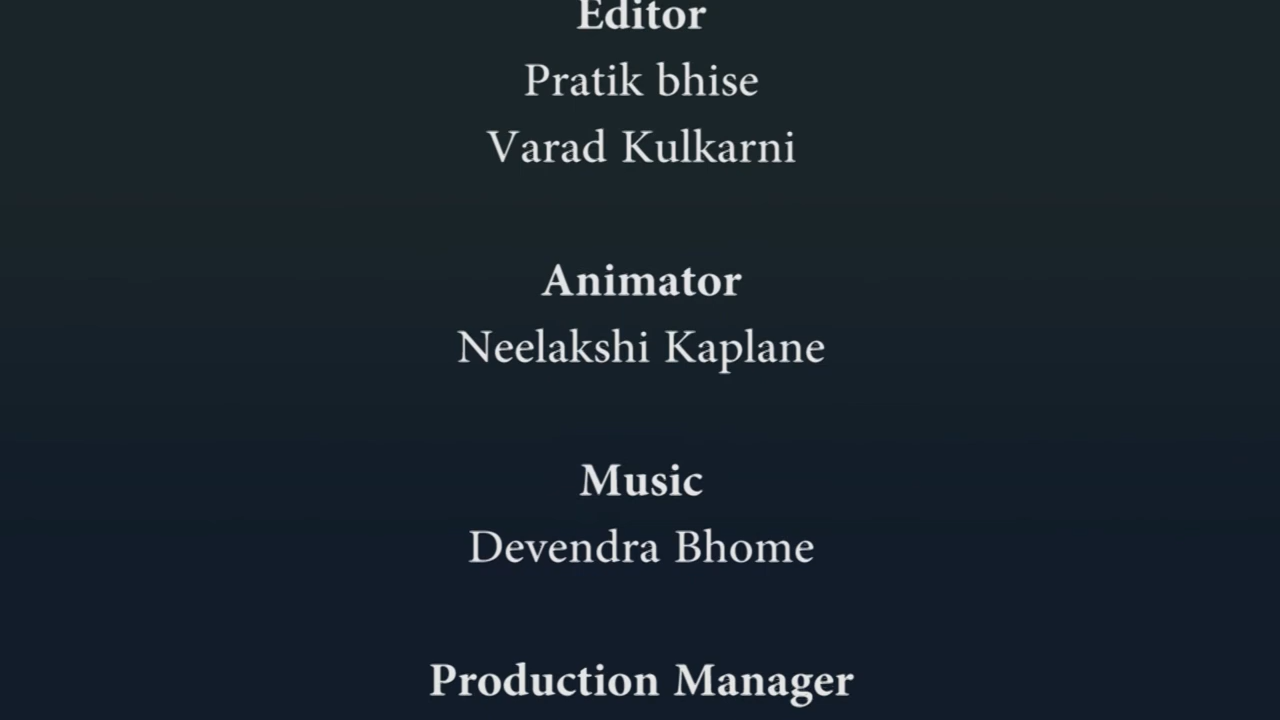 Editor
Pratik bhise
Varad Kulkarni
Animator
Neelakshi Kaplane
Music
Devendra Bhome
Production Manager